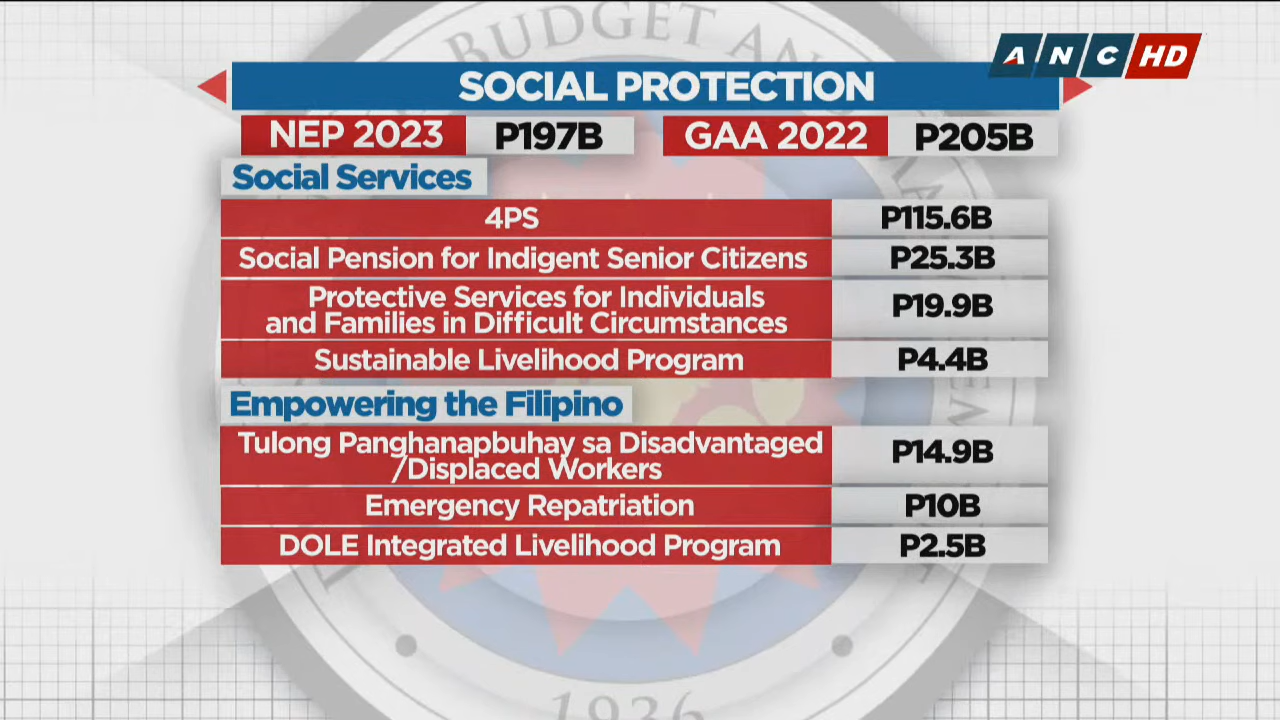 BUDGET AN
ANC HD
SOCIAL PROTECTION
NEP 2023 P197B GAA 2022 P205B
Social Services
4PS P115.6B
Social Pension for Indigent Senior Citizens P25.3B
Protective Services for Individuals
and Families in Difficult Circumstances P19.9B
Sustainable Livelihood Program P4.4B
Empowering the Filipino
Tulong Panghanapbuhay sa Disadvantaged
/Displaced Workers P14.9B
Emergency Repatriation P10B
DOLE Integrated Livelihood Program P2.5B
1936